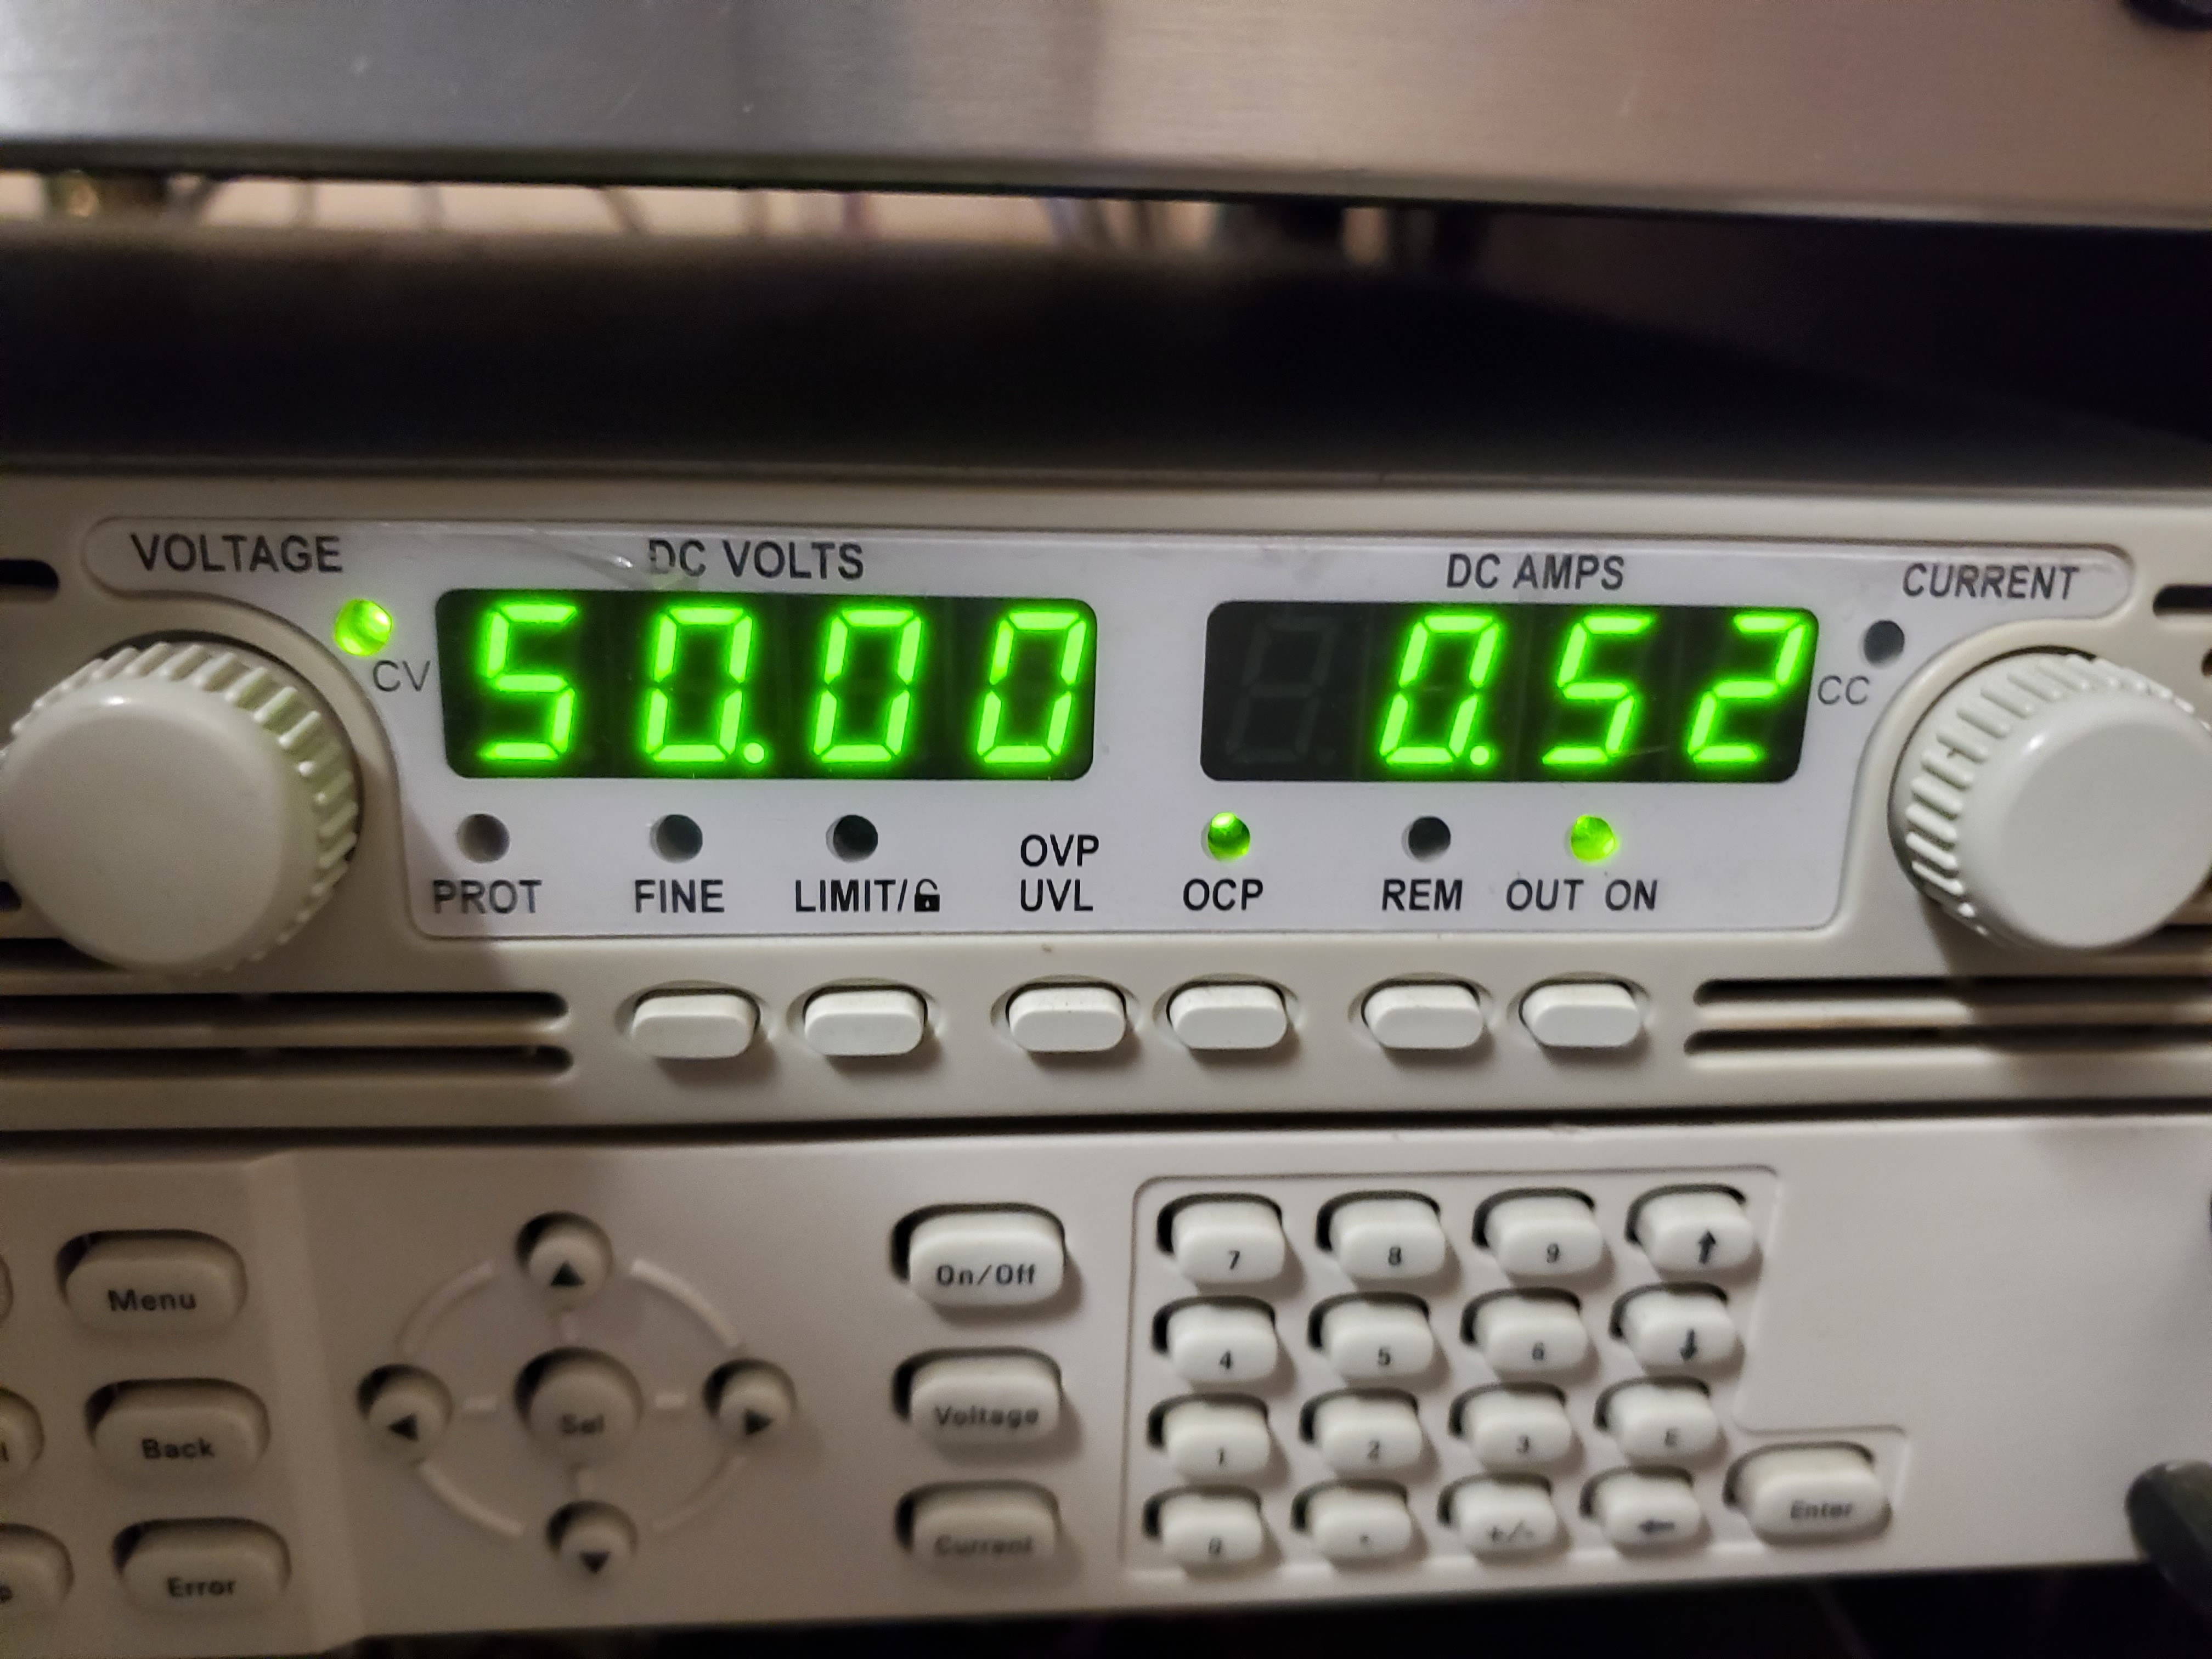 VOLTAGE
DC VOLTS
DC AMPS
CURRENT
CV
50.00
0.52
CC
PROT
FINE
LIMIT/
OVP
UVL
OCP
REM
OUT ON
Menu
Back
Error
Sel
On/Off
Voltage
Current
7 8 9 ↑
4 5 6 ↓
1 2 3 E
0 . +/- ←
Enter